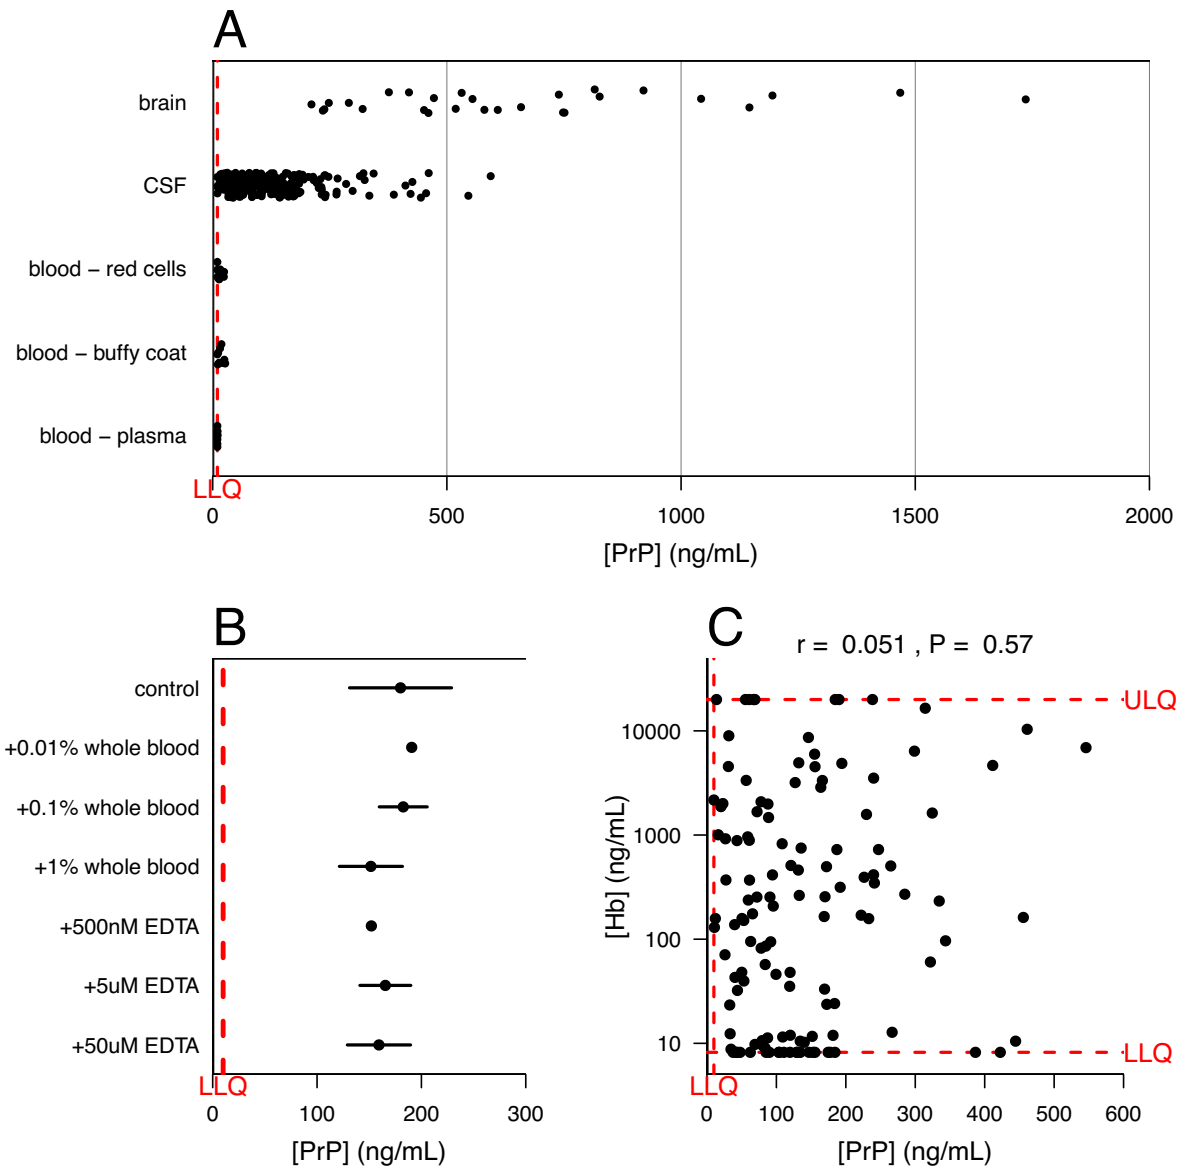 A
brain
CSF
blood − red cells
blood − buffy coat
blood − plasma
LLQ
0 500 1000 1500 2000
[PrP] (ng/mL)
B
control
+0.01% whole blood
+0.1% whole blood
+1% whole blood
+500nM EDTA
+5uM EDTA
+50uM EDTA
LLQ
0 100 200 300
[PrP] (ng/mL)
C
r = 0.051 , P = 0.57
ULQ
10000
1000
100
10
[Hb] (ng/mL)
LLQ
LLQ
0 100 200 300 400 500 600
[PrP] (ng/mL)